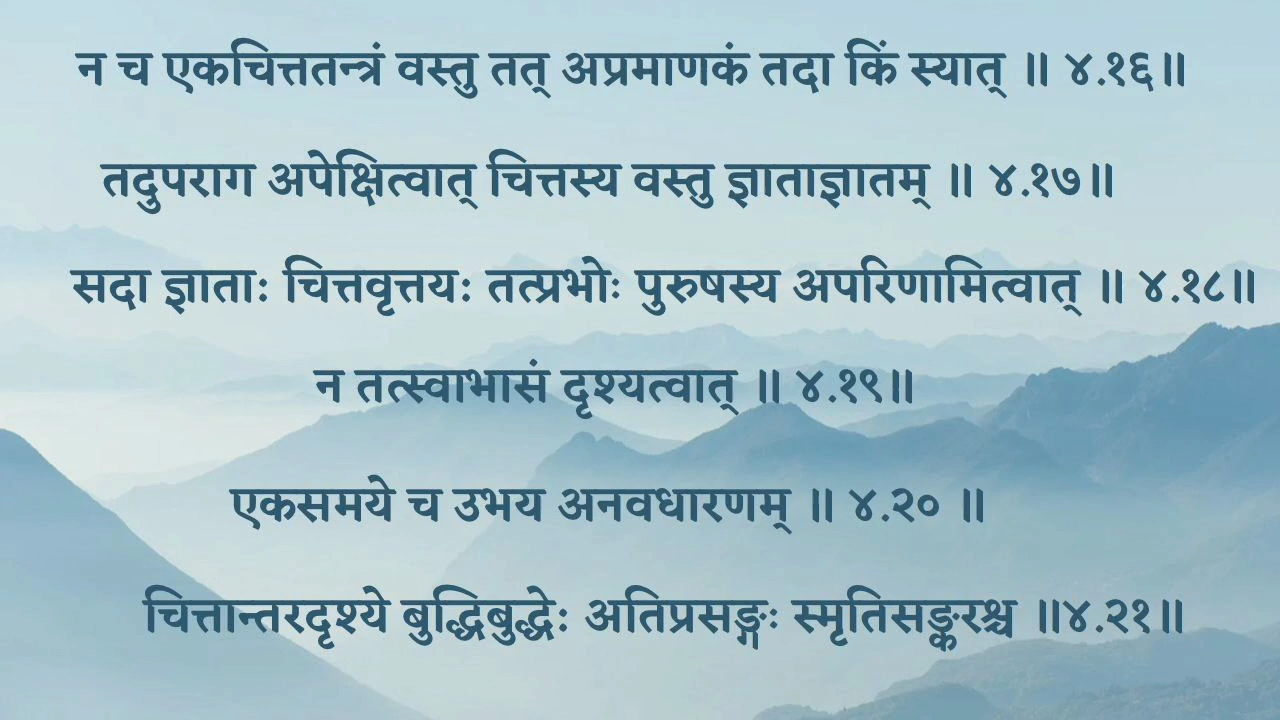 न च एकचित्ततन्त्रं वस्तु तत् अप्रमाणकं तदा किं स्यात् ॥ ४.१६॥
तदुपराग अपेक्षित्वात् चित्तस्य वस्तु ज्ञाताज्ञातम् ॥ ४.१७॥
सदा ज्ञाताः चित्तवृत्तयः तत्प्रभोः पुरुषस्य अपरिणामित्वात् ॥ ४.१८॥
न तत्स्वाभासं दृश्यत्वात् ॥ ४.१९॥
एकसमये च उभय अनवधारणम् ॥ ४.२० ॥
चित्तान्तरदृश्ये बुद्धिबुद्धेः अतिप्रसङ्गः स्मृतिसङ्करश्च ॥४.२१॥